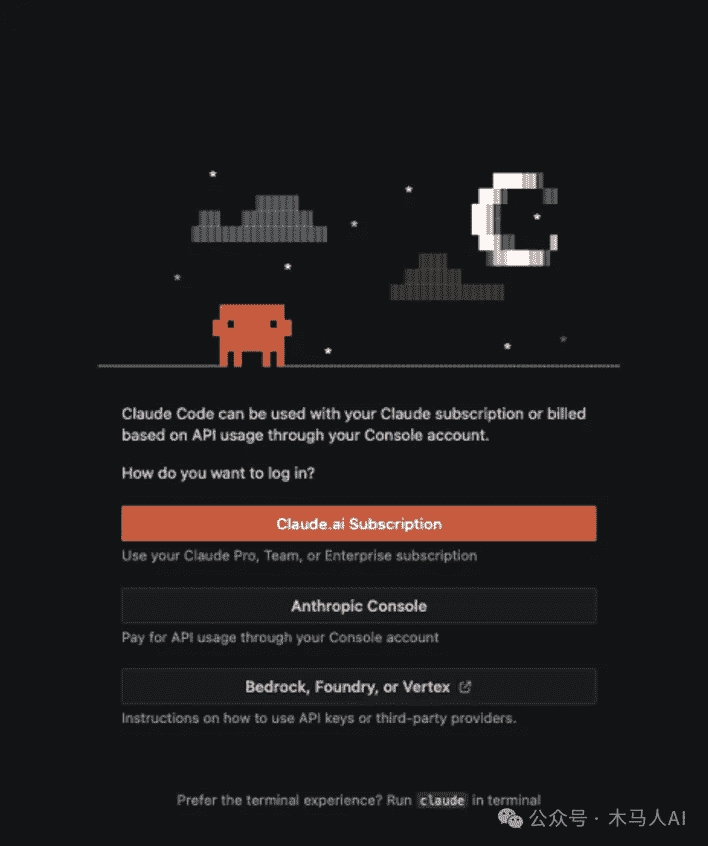 Claude Code can be used with your Claude subscription or billed
based on API usage through your Console account.
How do you want to log in?
Claude.ai Subscription
Use your Claude Pro, Team, or Enterprise subscription
Anthropic Console
Pay for API usage through your Console account
Bedrock, Foundry, or Vertex
Instructions on how to use API keys or third-party providers.
Prefer the terminal experience? Run claude in terminal
公众号 · 木马人AI